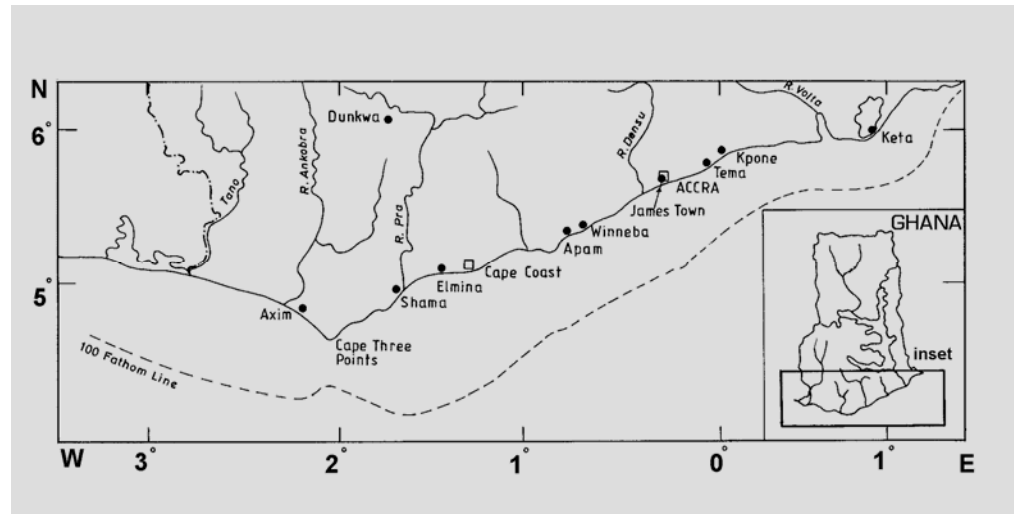 N
6°
5°
Dunkwa
R. Ankobra
Tano
R. Pra
R. Densu
R. Volta
Keta
Kpone
Tema
ACCRA
James Town
Winneba
Apam
Cape Coast
Elmina
Shama
Axim
Cape Three
Points
100 Fathom Line
GHANA
inset
W
3°
2°
1°
0°
1°
E